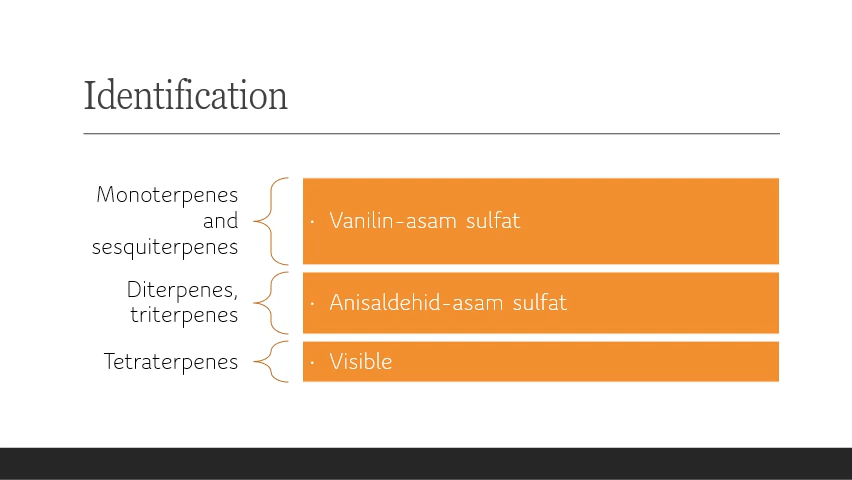 Identification
Monoterpenes
and
sesquiterpenes
· Vanilin-asam sulfat
Diterpenes,
triterpenes
· Anisaldehid-asam sulfat
Tetraterpenes
· Visible